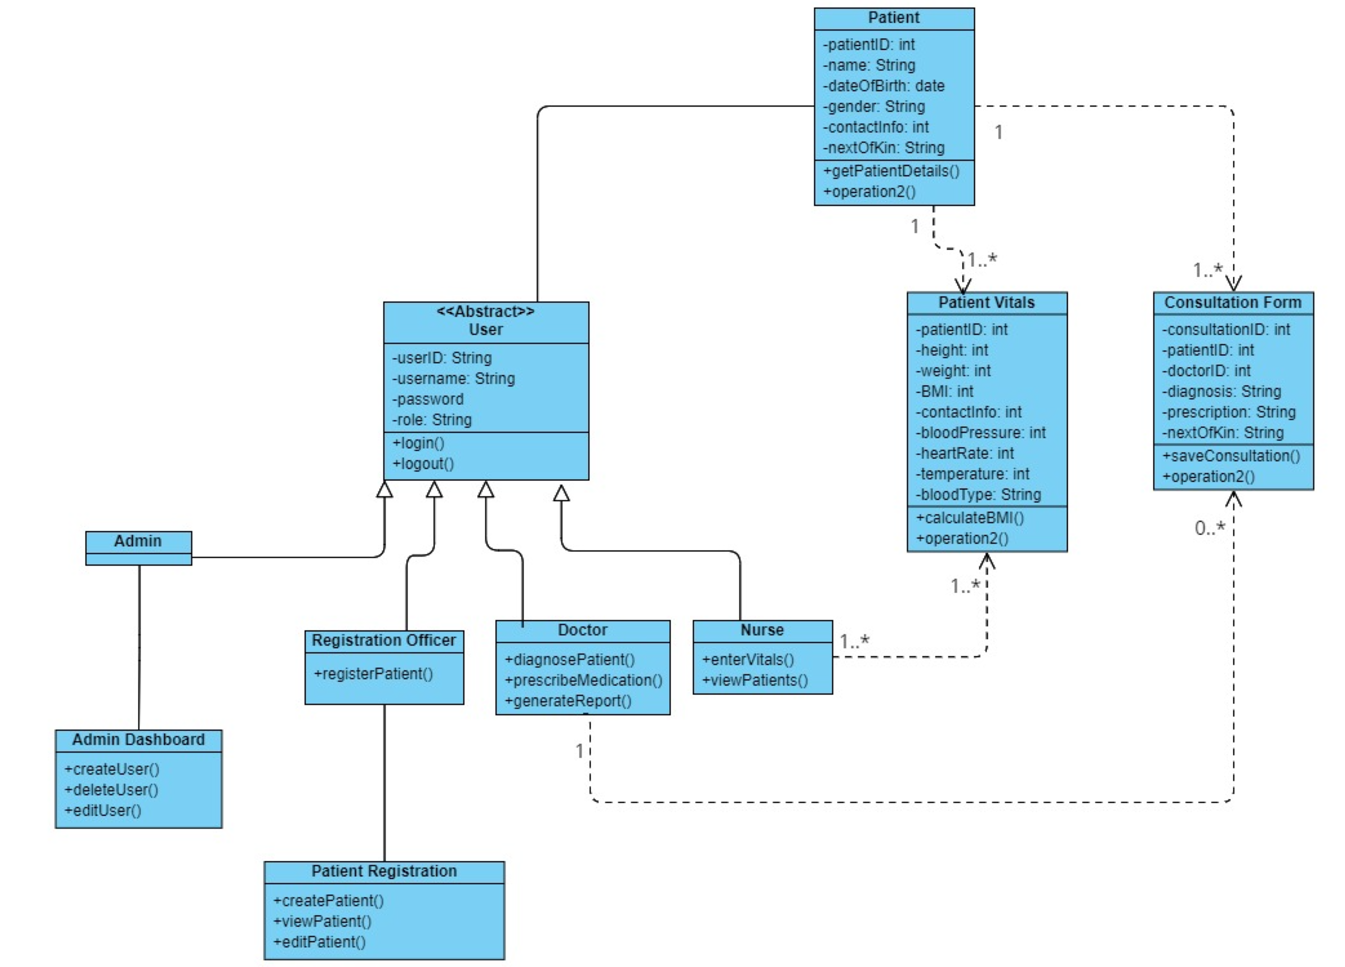 Patient
-patientID: int
-name: String
-dateOfBirth: date
-gender: String
-contactInfo: int
-nextOfKin: String
+getPatientDetails()
+operation2()
1
1
1..*
1..*
<<Abstract>>
User
-userID: String
-username: String
-password
-role: String
+login()
+logout()
Patient Vitals
-patientID: int
-height: int
-weight: int
-BMI: int
-contactInfo: int
-bloodPressure: int
-heartRate: int
-temperature: int
-bloodType: String
+calculateBMI()
+operation2()
Consultation Form
-consultationID: int
-patientID: int
-doctorID: int
-diagnosis: String
-prescription: String
-nextOfKin: String
+saveConsultation()
+operation2()
0..*
1..*
Admin
Registration Officer
+registerPatient()
Doctor
+diagnosePatient()
+prescribeMedication()
+generateReport()
Nurse
+enterVitals()
+viewPatients()
1..*
1
Admin Dashboard
+createUser()
+deleteUser()
+editUser()
Patient Registration
+createPatient()
+viewPatient()
+editPatient()